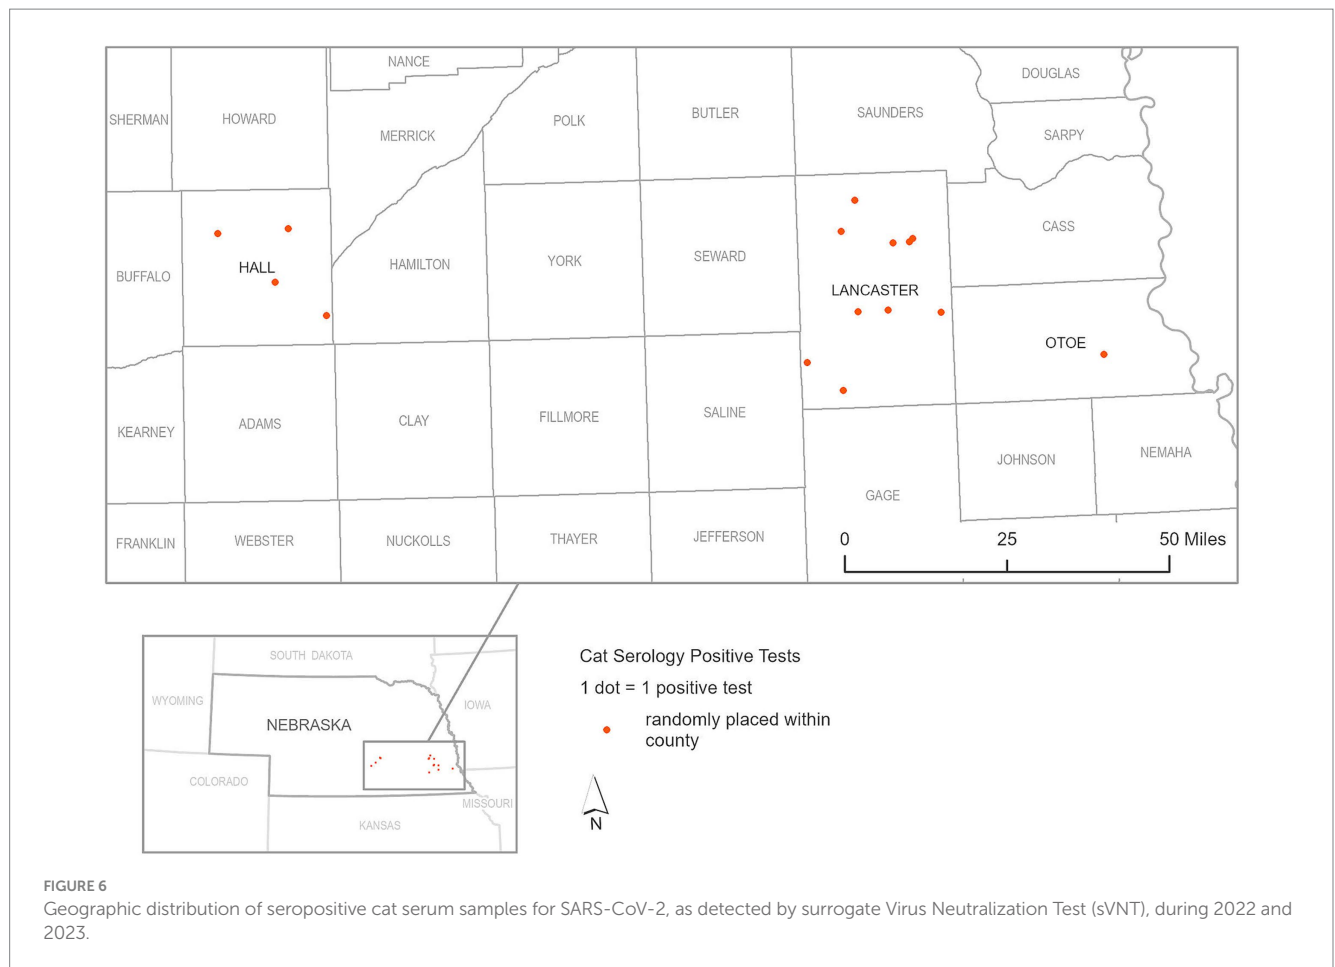 NANCE
DOUGLAS
SHERMAN
HOWARD
MERRICK
POLK
BUTLER
SAUNDERS
SARPY
CASS
BUFFALO
HALL
HAMILTON
YORK
SEWARD
LANCASTER
OTOE
KEARNEY
ADAMS
CLAY
FILLMORE
SALINE
JOHNSON
NEMAHA
GAGE
FRANKLIN
WEBSTER
NUCKOLLS
THAYER
JEFFERSON
0 25 50 Miles
SOUTH DAKOTA
WYOMING
IOWA
NEBRASKA
COLORADO
MISSOURI
KANSAS
Cat Serology Positive Tests
1 dot = 1 positive test
randomly placed within
county
N
FIGURE 6
Geographic distribution of seropositive cat serum samples for SARS-CoV-2, as detected by surrogate Virus Neutralization Test (sVNT), during 2022 and
2023.